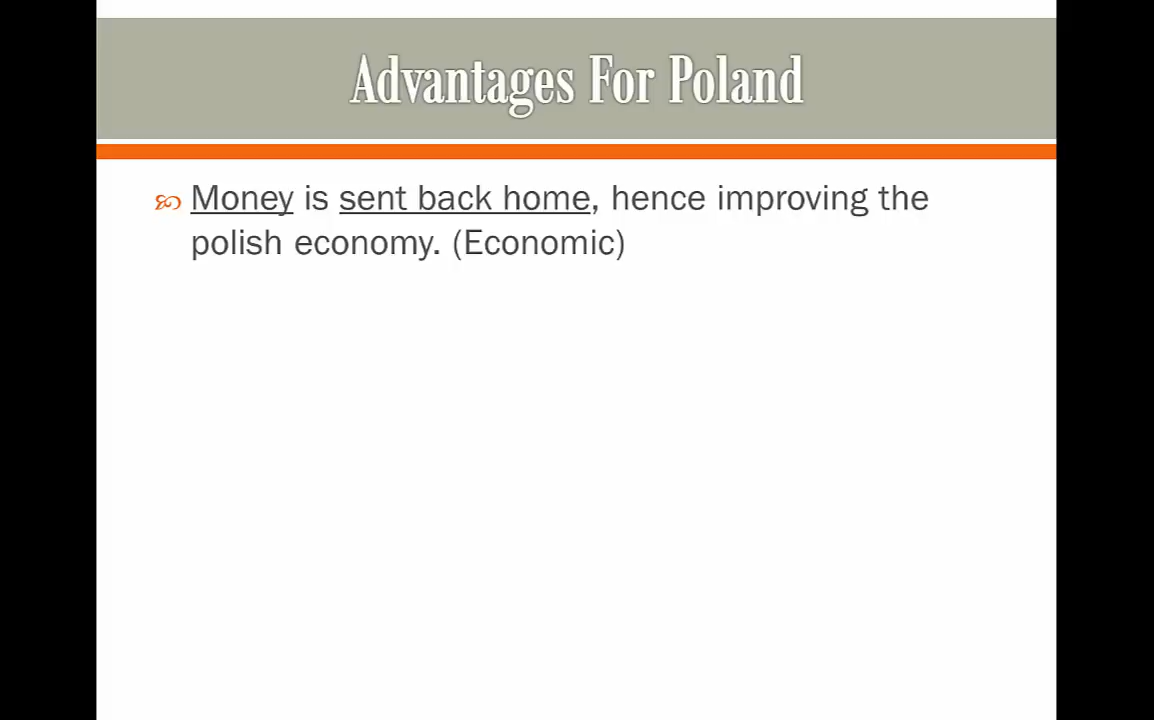 Advantages For Poland
Money is sent back home, hence improving the
polish economy. (Economic)